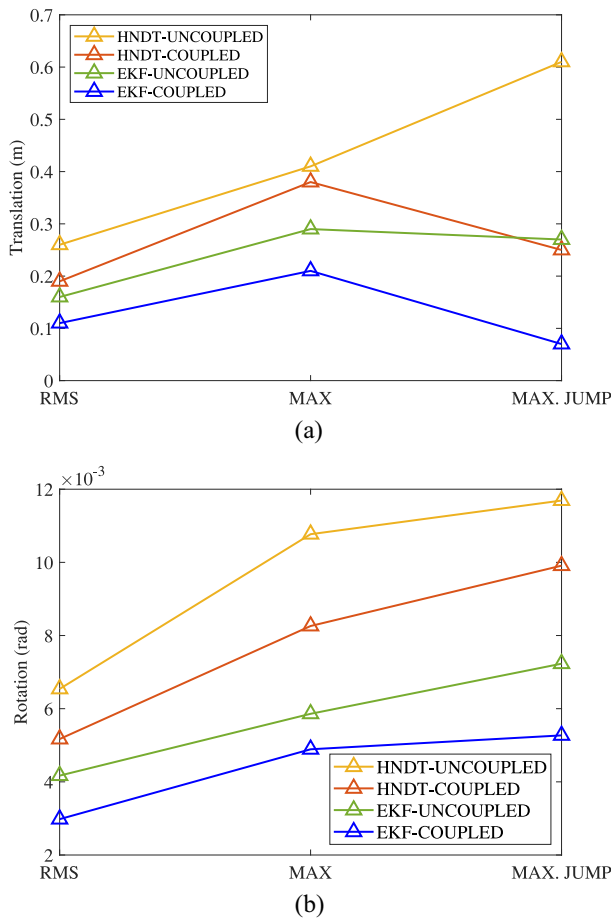 0.7
HNDT-UNCOUPLED
HNDT-COUPLED
EKF-UNCOUPLED
EKF-COUPLED
0.6
0.5
0.4
0.3
0.2
0.1
0
Translation (m)
RMS MAX MAX. JUMP
(a)
×10-3
12
10
8
6
4
2
Rotation (rad)
HNDT-UNCOUPLED
HNDT-COUPLED
EKF-UNCOUPLED
EKF-COUPLED
RMS MAX MAX. JUMP
(b)